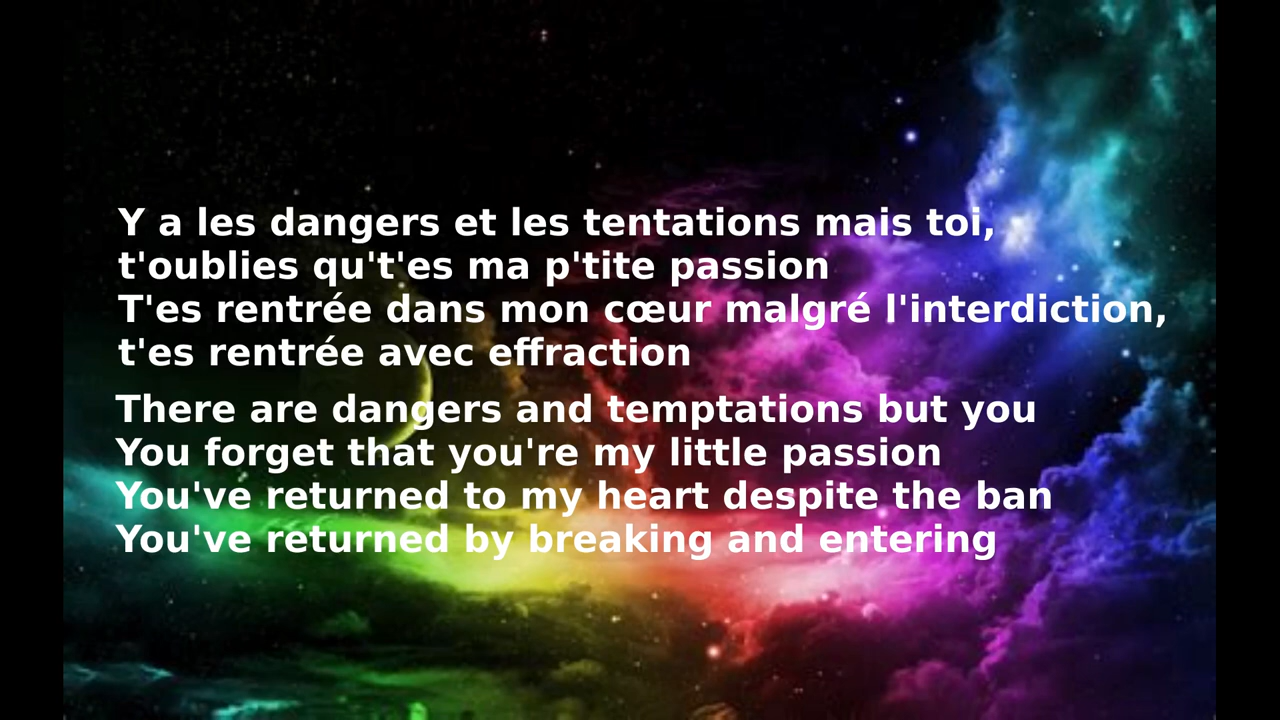 Y a les dangers et les tentations mais toi,
t'oublies qu't'es ma p'tite passion
T'es rentrée dans mon cœur malgré l'interdiction,
t'es rentrée avec effraction
There are dangers and temptations but you
You forget that you're my little passion
You've returned to my heart despite the ban
You've returned by breaking and entering